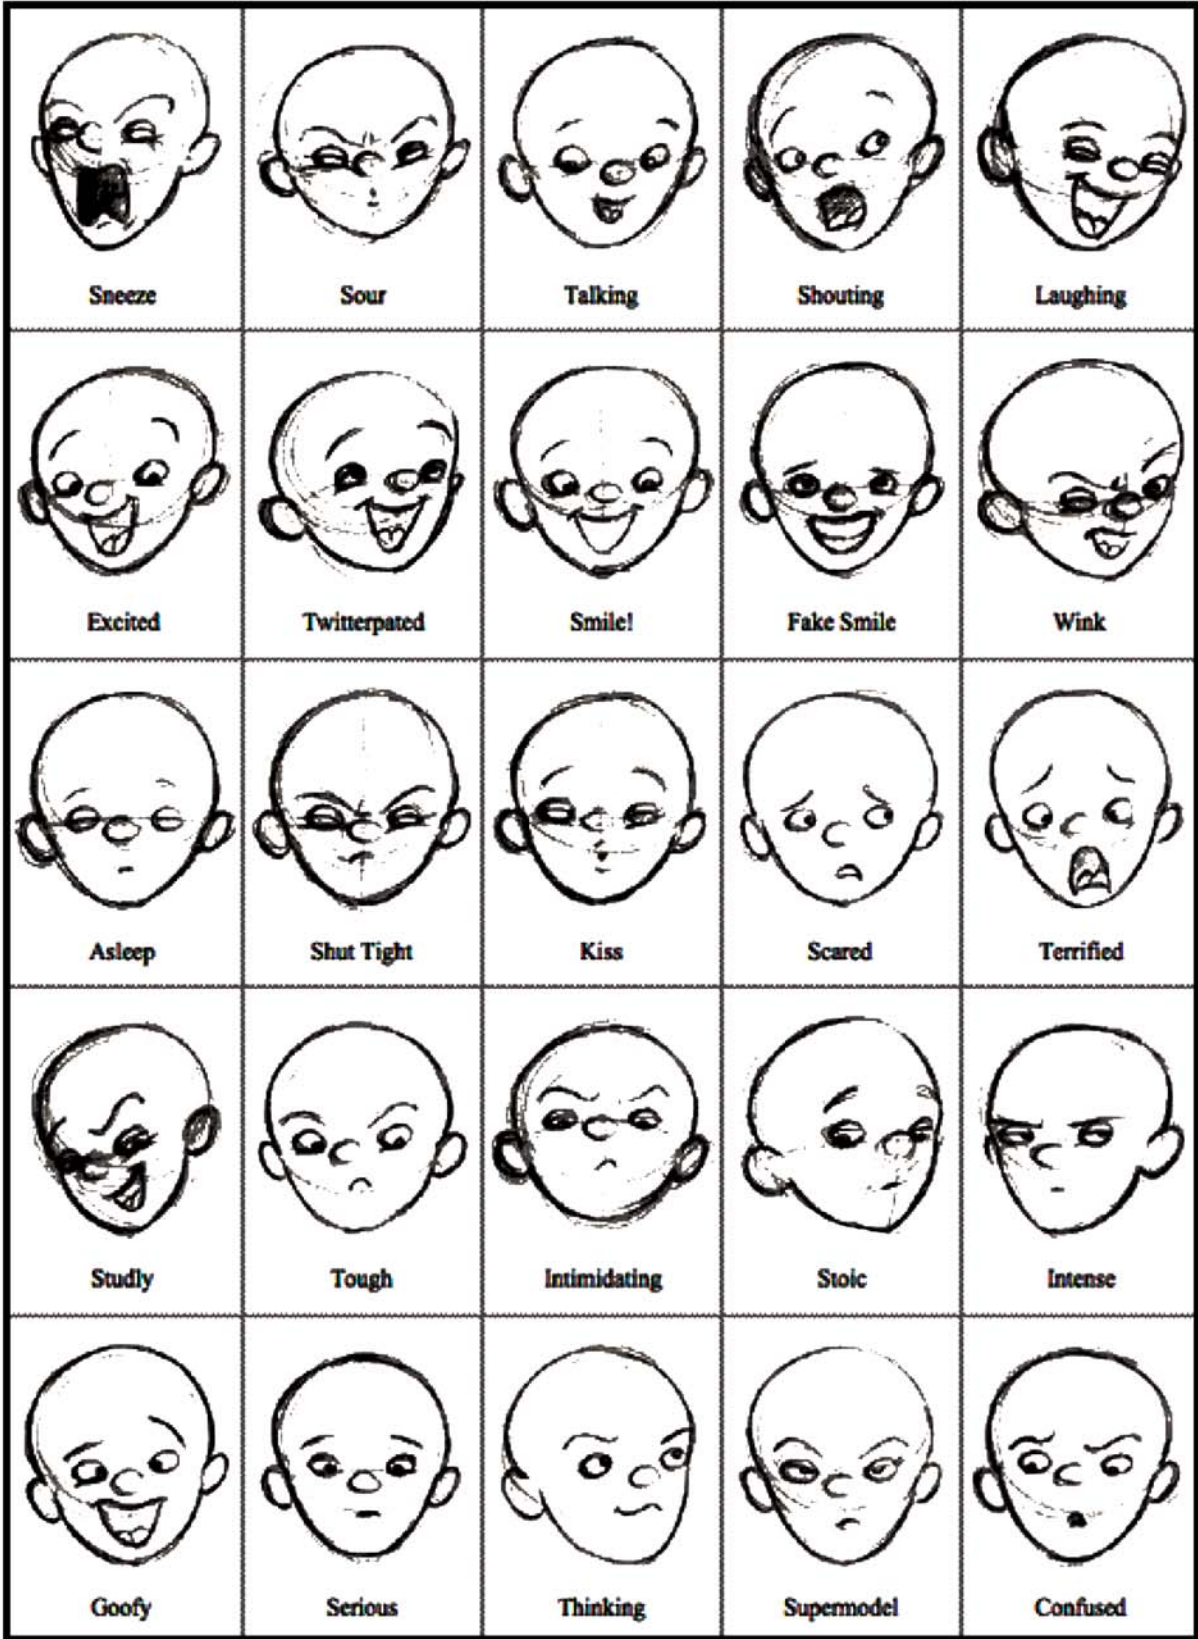 Sneeze
Sour
Talking
Shouting
Laughing
Excited
Twitterpated
Smile!
Fake Smile
Wink
Asleep
Shut Tight
Kiss
Scared
Terrified
Studly
Tough
Intimidating
Stoic
Intense
Goofy
Serious
Thinking
Supermodel
Confused